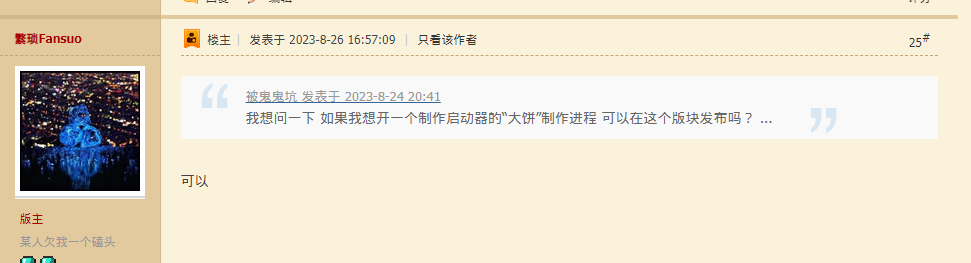 繁琐Fansuo
楼主 | 发表于 2023-8-26 16:57:09 | 只看该作者
25#
被鬼鬼坑 发表于 2023-8-24 20:41
我想问一下 如果我想开一个制作启动器的“大饼”制作进程 可以在这个版块发布吗？ ...
可以
版主
某人欠我一个磕头